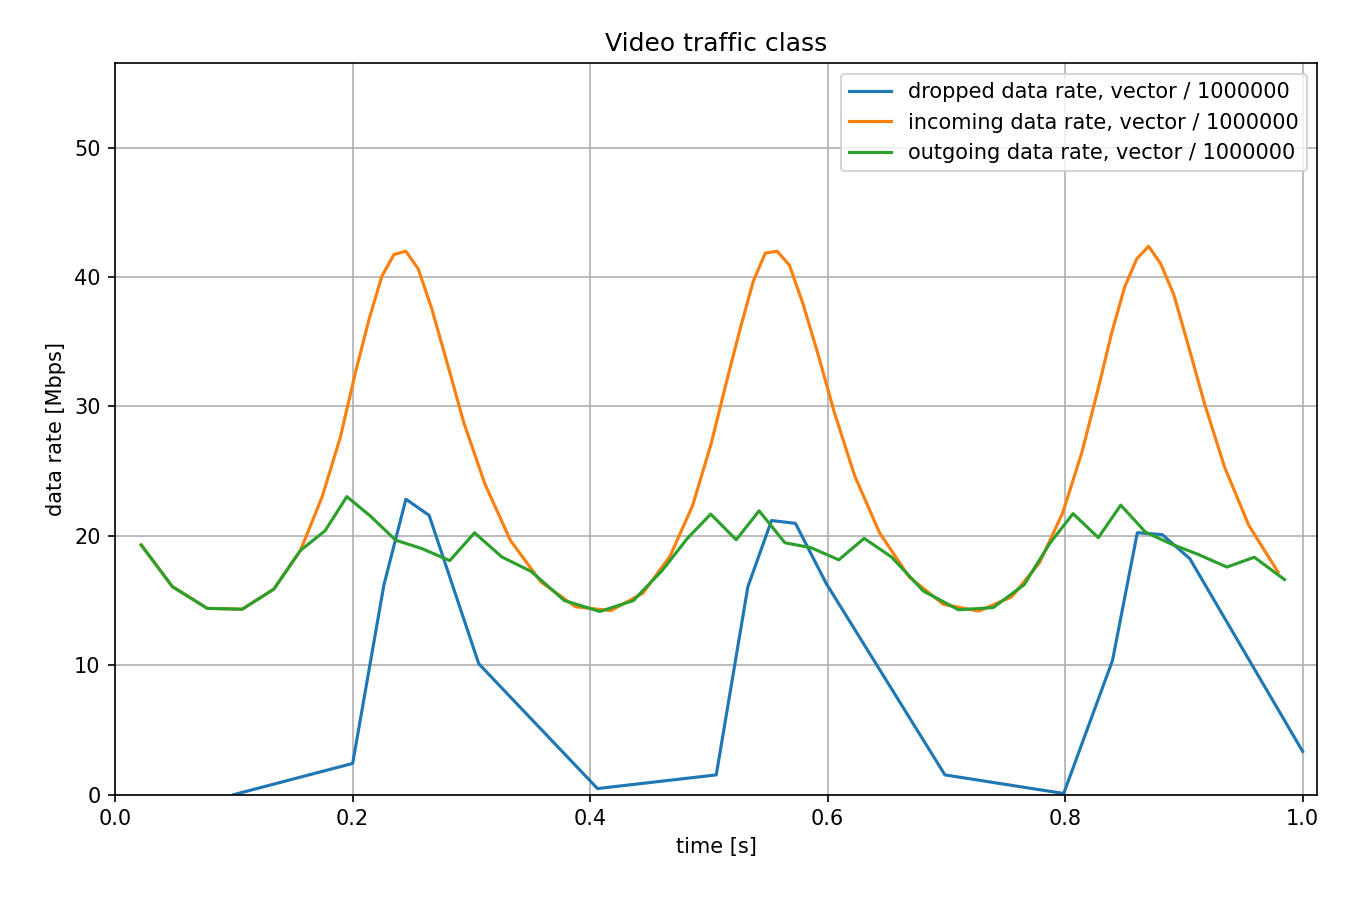 Video traffic class
dropped data rate, vector / 1000000
incoming data rate, vector / 1000000
outgoing data rate, vector / 1000000
50
40
30
20
10
0
data rate [Mbps]
0.0 0.2 0.4 0.6 0.8 1.0
time [s]